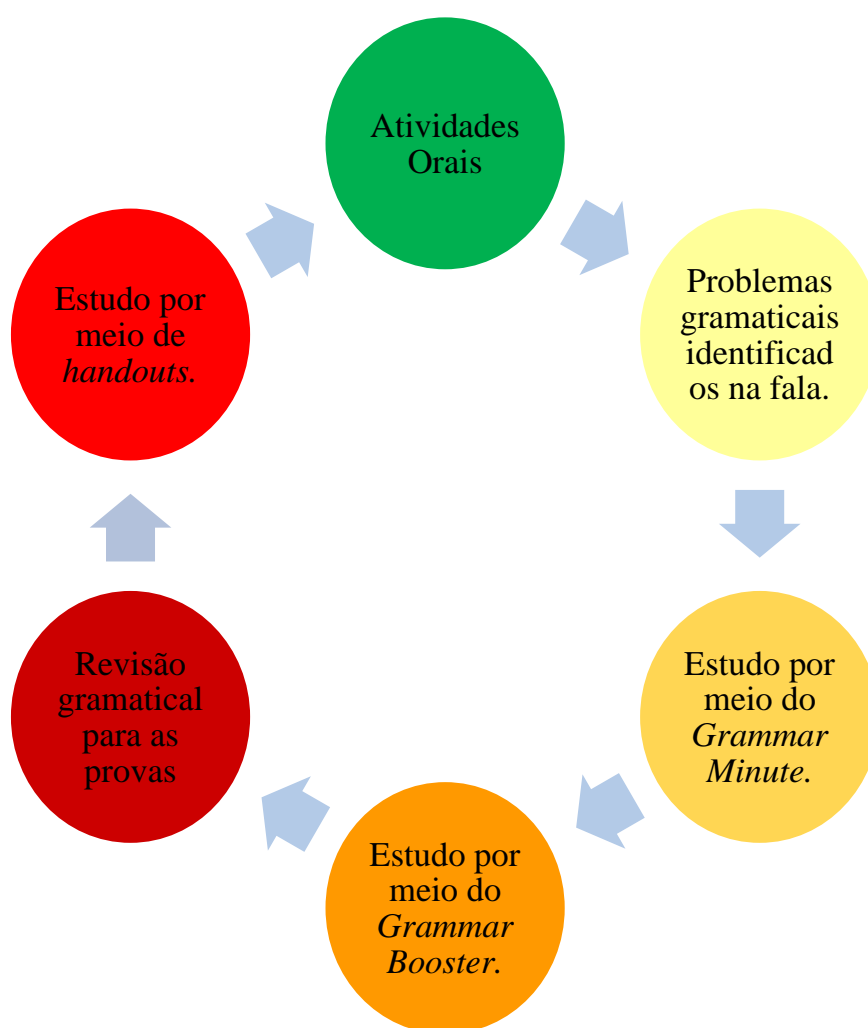 Atividades
Orais
Problemas
gramaticais
identificad
os na fala.
Estudo por
meio do
Grammar
Minute.
Estudo por
meio do
Grammar
Booster.
Revisão
gramatical
para as
provas
Estudo por
meio de
handouts.